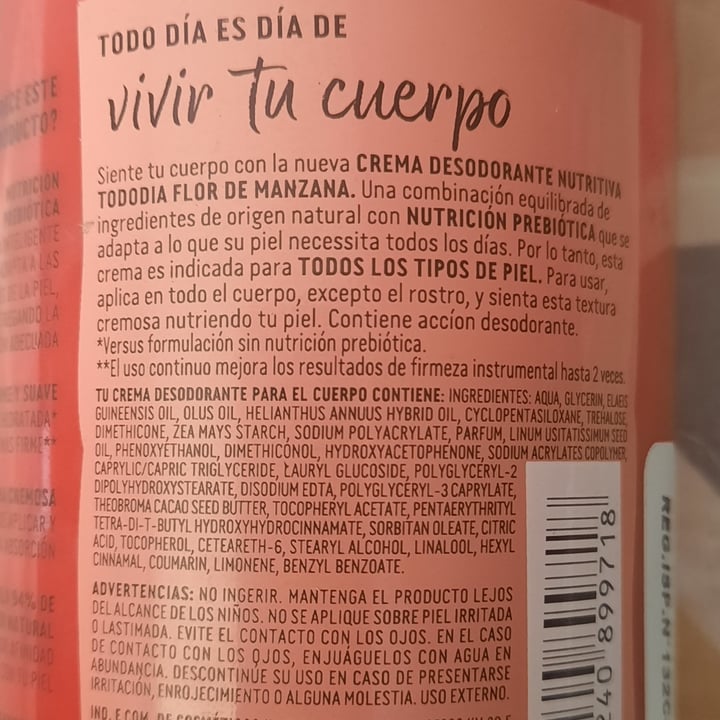 TODO DÍA ES DÍA DE
vivir tu cuerpo
Siente tu cuerpo con la nueva CREMA DESODORANTE NUTRITIVA
TODODIA FLOR DE MANZANA. Una combinación equilibrada de
ingredientes de origen natural con NUTRICIÓN PREBIÓTICA que se
adapta a lo que su piel necessita todos los días. Por lo tanto, esta
crema es indicada para TODOS LOS TIPOS DE PIEL. Para usar,
aplica en todo el cuerpo, excepto el rostro, y sienta esta textura
cremosa nutriendo tu piel. Contiene accíon desodorante.
*Versus formulación sin nutrición prebiótica.
**El uso continuo mejora los resultados de firmeza instrumental hasta 2 veces.
TU CREMA DESODORANTE PARA EL CUERPO CONTIENE: INGREDIENTES: AQUA, GLYCERIN, ELAEIS
GUINEENSIS OIL, OLUS OIL, HELIANTHUS ANNUUS HYBRID OIL, CYCLOPENTASILOXANE, TREHALOSE,
DIMETHICONE, ZEA MAYS STARCH, SODIUM POLYACRYLATE, PARFUM, LINUM USITATISSIMUM SEED
OIL, PHENOXYETHANOL, DIMETHICONOL, HYDROXYACETOPHENONE, SODIUM ACRYLATES COPOLYMER,
CAPRYLIC/CAPRIC TRIGLYCERIDE, LAURYL GLUCOSIDE, POLYGLYCERYL-2
DIPOLYHYDROXYSTEARATE, DISODIUM EDTA, POLYGLYCERYL-3 CAPRYLATE,
THEOBROMA CACAO SEED BUTTER, TOCOPHERYL ACETATE, PENTAERYTHRITYL
TETRA-DI-T-BUTYL HYDROXYHYDROCINNAMATE, SORBITAN OLEATE, CITRIC
ACID, TOCOPHEROL, CETEARETH-6, STEARYL ALCOHOL, LINALOOL, HEXYL
CINNAMAL, COUMARIN, LIMONENE, BENZYL BENZOATE.
ADVERTENCIAS: NO INGERIR. MANTENGA EL PRODUCTO LEJOS
DEL ALCANCE DE LOS NIÑOS. NO SE APLIQUE SOBRE PIEL IRRITADA
O LASTIMADA. EVITE EL CONTACTO CON LOS OJOS. EN EL CASO
DE CONTACTO CON LOS OJOS, ENJUÁGUELOS CON AGUA EN
ABUNDANCIA. DESCONTINÚE SU USO EN CASO DE PRESENTARSE
IRRITACIÓN, ENROJECIMIENTO O ALGUNA MOLESTIA. USO EXTERNO.
240 899718
REG.ISP.N°132C